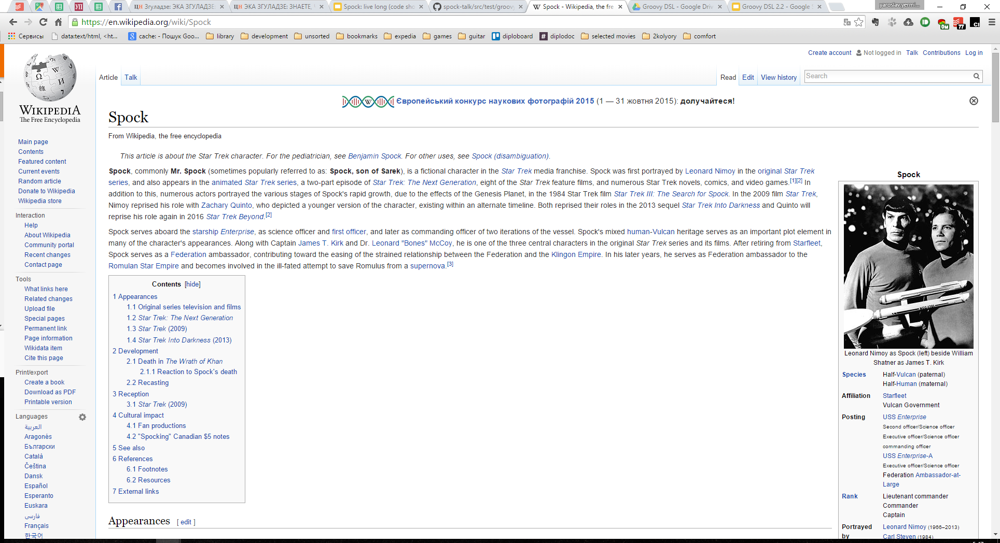 Згуладзе: ЭКА ЗГУЛАДЗЕ:
ЭКА ЗГУЛАДЗЕ: ЗНАЕТЕ,
Spock: live long (code sho
spock-talk/src/test/groovy
Spock - Wikipedia, the fre
Groovy DSL - Google Driv
Groovy DSL 2.2 - Google S
yaroslav.yermi...
https://en.wikipedia.org/wiki/Spock
Сервисы
data:text/html, <ht...
cache: - Пошук Goo...
library
development
unsorted
bookmarks
expedia
games
guitar
diploboard
diplodoc
selected movies
2kolyory
comfort
Create account Not logged in Talk Contributions Log in
Article Talk Read Edit View history Search
WIKIPEDIA
The Free Encyclopedia
Main page
Contents
Featured content
Current events
Random article
Donate to Wikipedia
Wikipedia store
Interaction
Help
About Wikipedia
Community portal
Recent changes
Contact page
Tools
What links here
Related changes
Upload file
Special pages
Permanent link
Page information
Wikidata item
Cite this page
Print/export
Create a book
Download as PDF
Printable version
Languages
العربية
Aragonés
Български
Català
Čeština
Dansk
Español
Esperanto
Euskara
فارسی
Français
한국어
Європейський конкурс наукових фотографій 2015 (1 — 31 жовтня 2015): долучайтеся!
Spock
From Wikipedia, the free encyclopedia
This article is about the Star Trek character. For the pediatrician, see Benjamin Spock. For other uses, see Spock (disambiguation).
Spock, commonly Mr. Spock (sometimes popularly referred to as: Spock, son of Sarek), is a fictional character in the Star Trek media franchise. Spock was first portrayed by Leonard Nimoy in the original Star Trek
series, and also appears in the animated Star Trek series, a two-part episode of Star Trek: The Next Generation, eight of the Star Trek feature films, and numerous Star Trek novels, comics, and video games.[1][2] In
addition to this, numerous actors portrayed the various stages of Spock's rapid growth, due to the effects of the Genesis Planet, in the 1984 Star Trek film Star Trek III: The Search for Spock. In the 2009 film Star Trek,
Nimoy reprised his role with Zachary Quinto, who depicted a younger version of the character, existing within an alternate timeline. Both reprised their roles in the 2013 sequel Star Trek Into Darkness and Quinto will
reprise his role again in 2016 Star Trek Beyond.[2]
Spock serves aboard the starship Enterprise, as science officer and first officer, and later as commanding officer of two iterations of the vessel. Spock's mixed human-Vulcan heritage serves as an important plot element in
many of the character's appearances. Along with Captain James T. Kirk and Dr. Leonard "Bones" McCoy, he is one of the three central characters in the original Star Trek series and its films. After retiring from Starfleet,
Spock serves as a Federation ambassador, contributing toward the easing of the strained relationship between the Federation and the Klingon Empire. In his later years, he serves as Federation ambassador to the
Romulan Star Empire and becomes involved in the ill-fated attempt to save Romulus from a supernova.[3]
Contents [hide]
1 Appearances
1.1 Original series television and films
1.2 Star Trek: The Next Generation
1.3 Star Trek (2009)
1.4 Star Trek Into Darkness (2013)
2 Development
2.1 Death in The Wrath of Khan
2.1.1 Reaction to Spock's death
2.2 Recasting
3 Reception
3.1 Star Trek (2009)
4 Cultural impact
4.1 Fan productions
4.2 "Spocking" Canadian $5 notes
5 See also
6 References
6.1 Footnotes
6.2 Resources
7 External links
Appearances [ edit ]
Spock
NCC-1701
Leonard Nimoy as Spock (left) beside William
Shatner as James T. Kirk
Species Half-Vulcan (paternal)
Half-Human (maternal)
Affiliation Starfleet
Vulcan Government
Posting USS Enterprise
Second officer/Science officer
Executive officer/Science officer
commanding officer
USS Enterprise-A
Executive officer/Science officer
Federation Ambassador-at-
Large
Rank Lieutenant commander
Commander
Captain
Portrayed Leonard Nimoy (1966–2013)
by Carl Steven (1984)